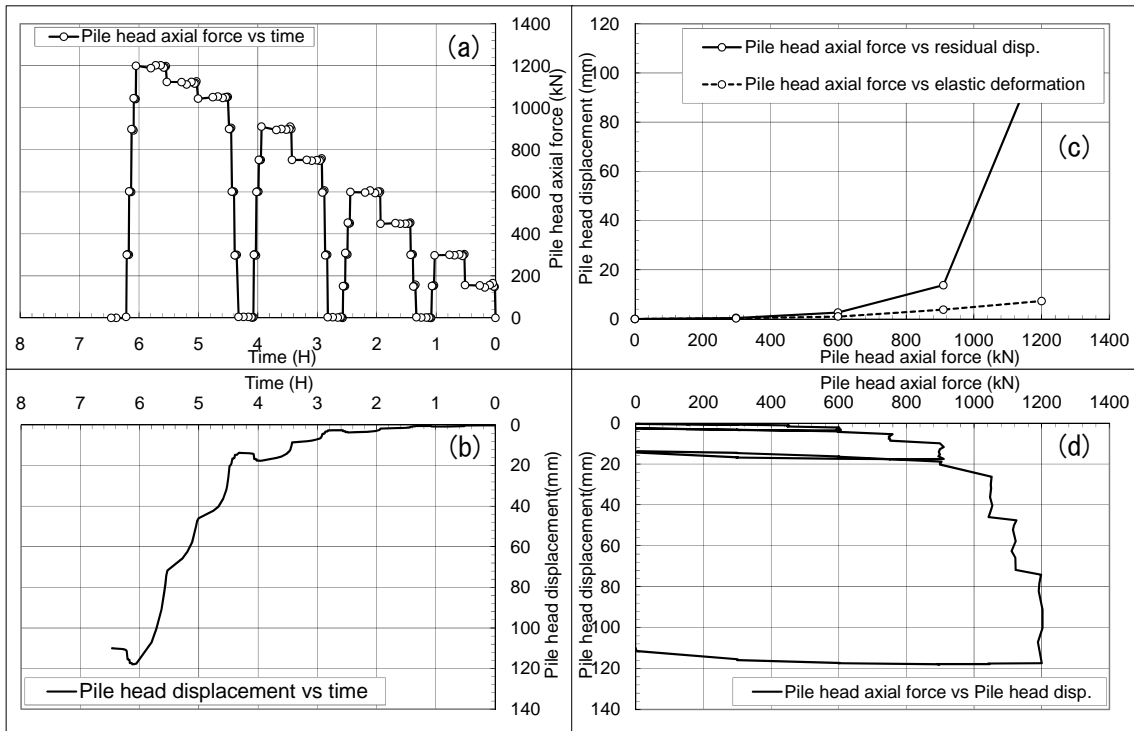 Pile head axial force vs time
(a)
1400
1200
1000
800
600
400
200
0
Pile head axial force (kN)
8 7 6 5 4 3 2 1 0
Time (H)
120
100
80
60
40
20
0
Pile head displacement (mm)
Pile head axial force vs residual disp.
Pile head axial force vs elastic deformation
(c)
0 200 400 600 800 1000 1200 1400
Pile head axial force (kN)
Time (H)
8 7 6 5 4 3 2 1 0
(b)
0
20
40
60
80
100
120
140
Pile head displacement(mm)
Pile head displacement vs time
Pile head axial force (kN)
0 200 400 600 800 1000 1200 1400
0
20
40
60
80
100
120
140
Pile head displacement(mm)
(d)
Pile head axial force vs Pile head disp.